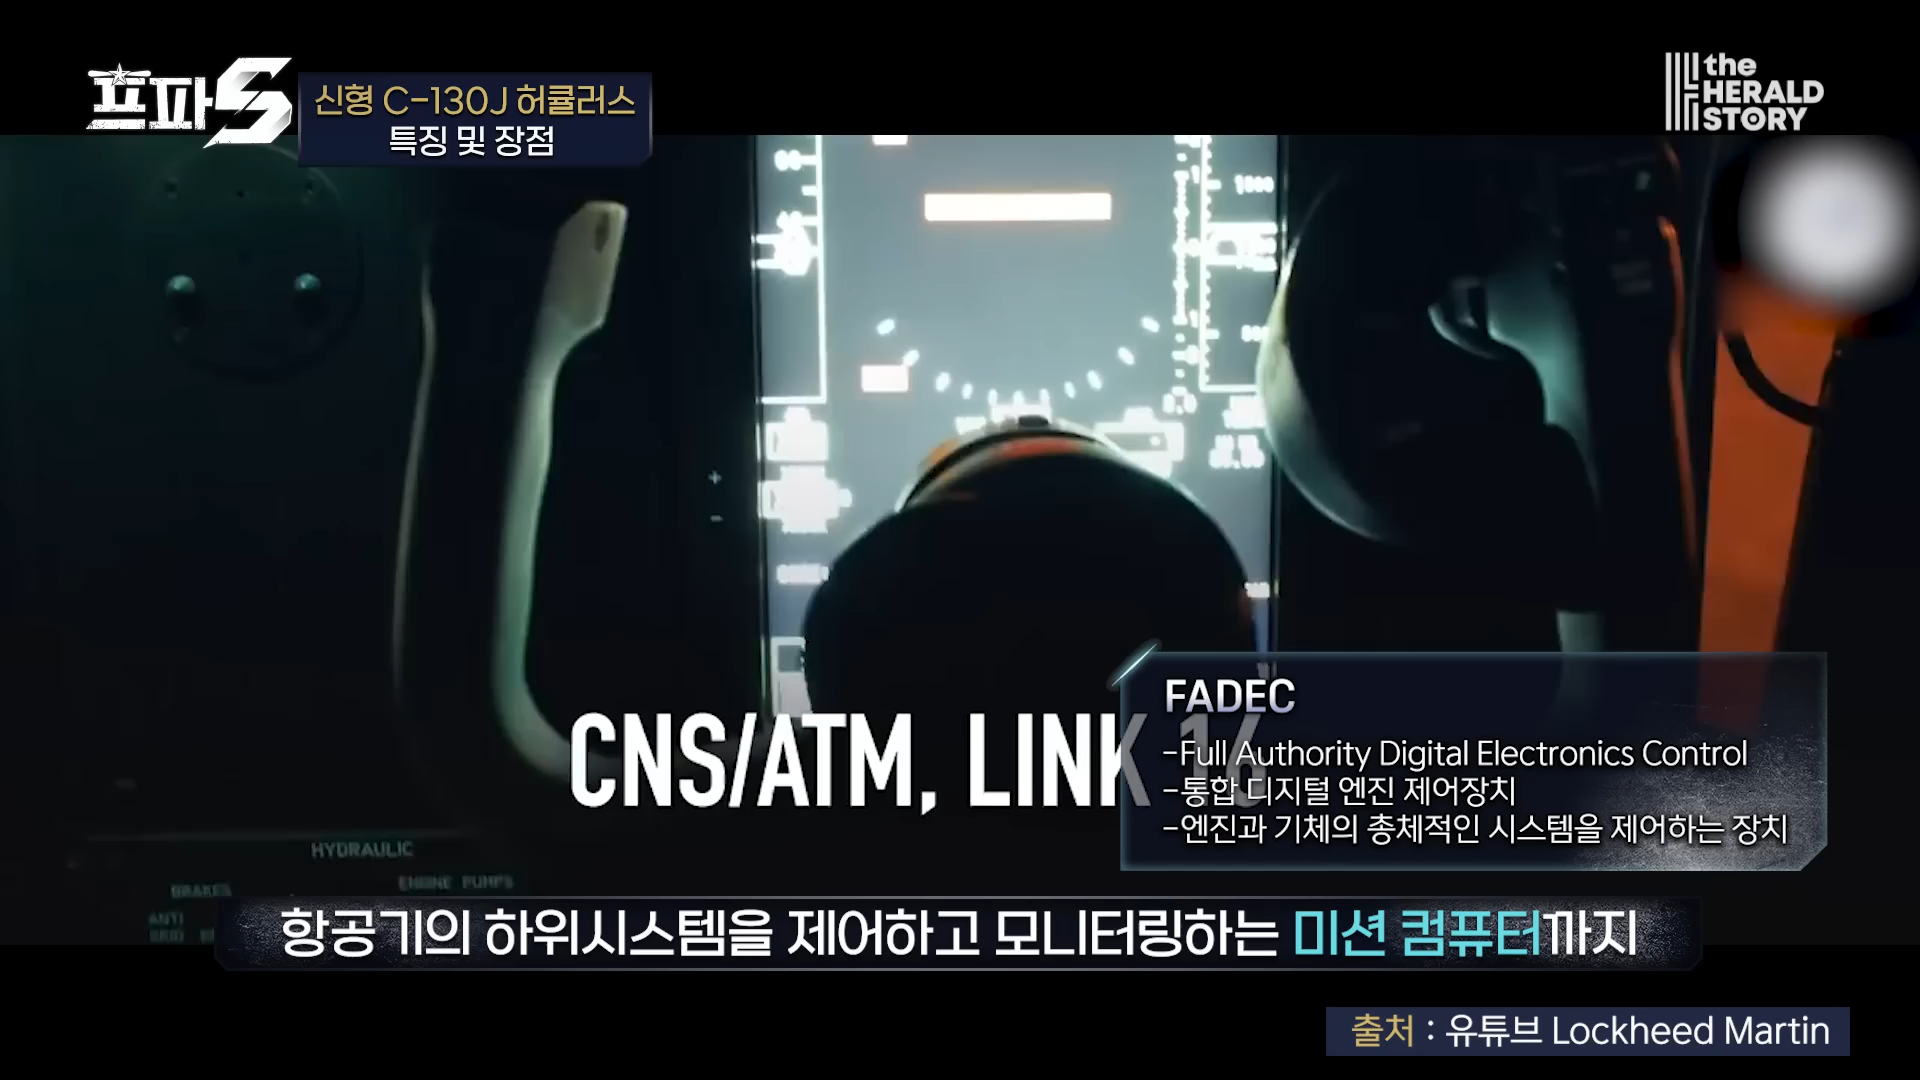 프파S
신형 C-130J 허큘러스
특징 및 장점
the
HERALD
STORY
CNS/ATM, LINK 16
FADEC
-Full Authority Digital Electronics Control
-통합 디지털 엔진 제어장치
-엔진과 기체의 총체적인 시스템을 제어하는 장치
HYDRAULIC
BRAKES
ENGINE PUMPS
ANTI
항공기의 하위시스템을 제어하고 모니터링하는 미션 컴퓨터까지
출처 : 유튜브 Lockheed Martin